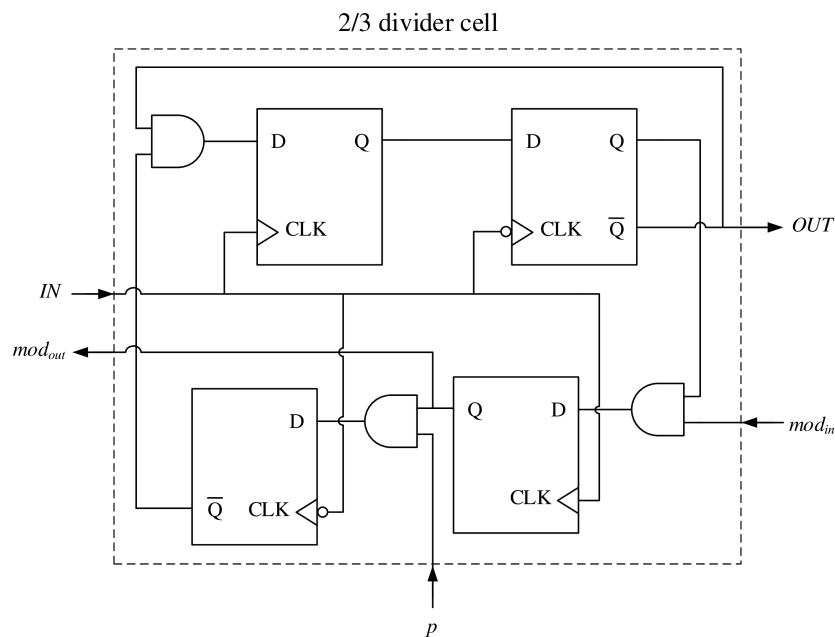 2/3 divider cell
D Q
D Q
CLK
CLK Q̅
OUT
IN
mod_out
D
Q D
mod_in
Q̅ CLK
CLK
p